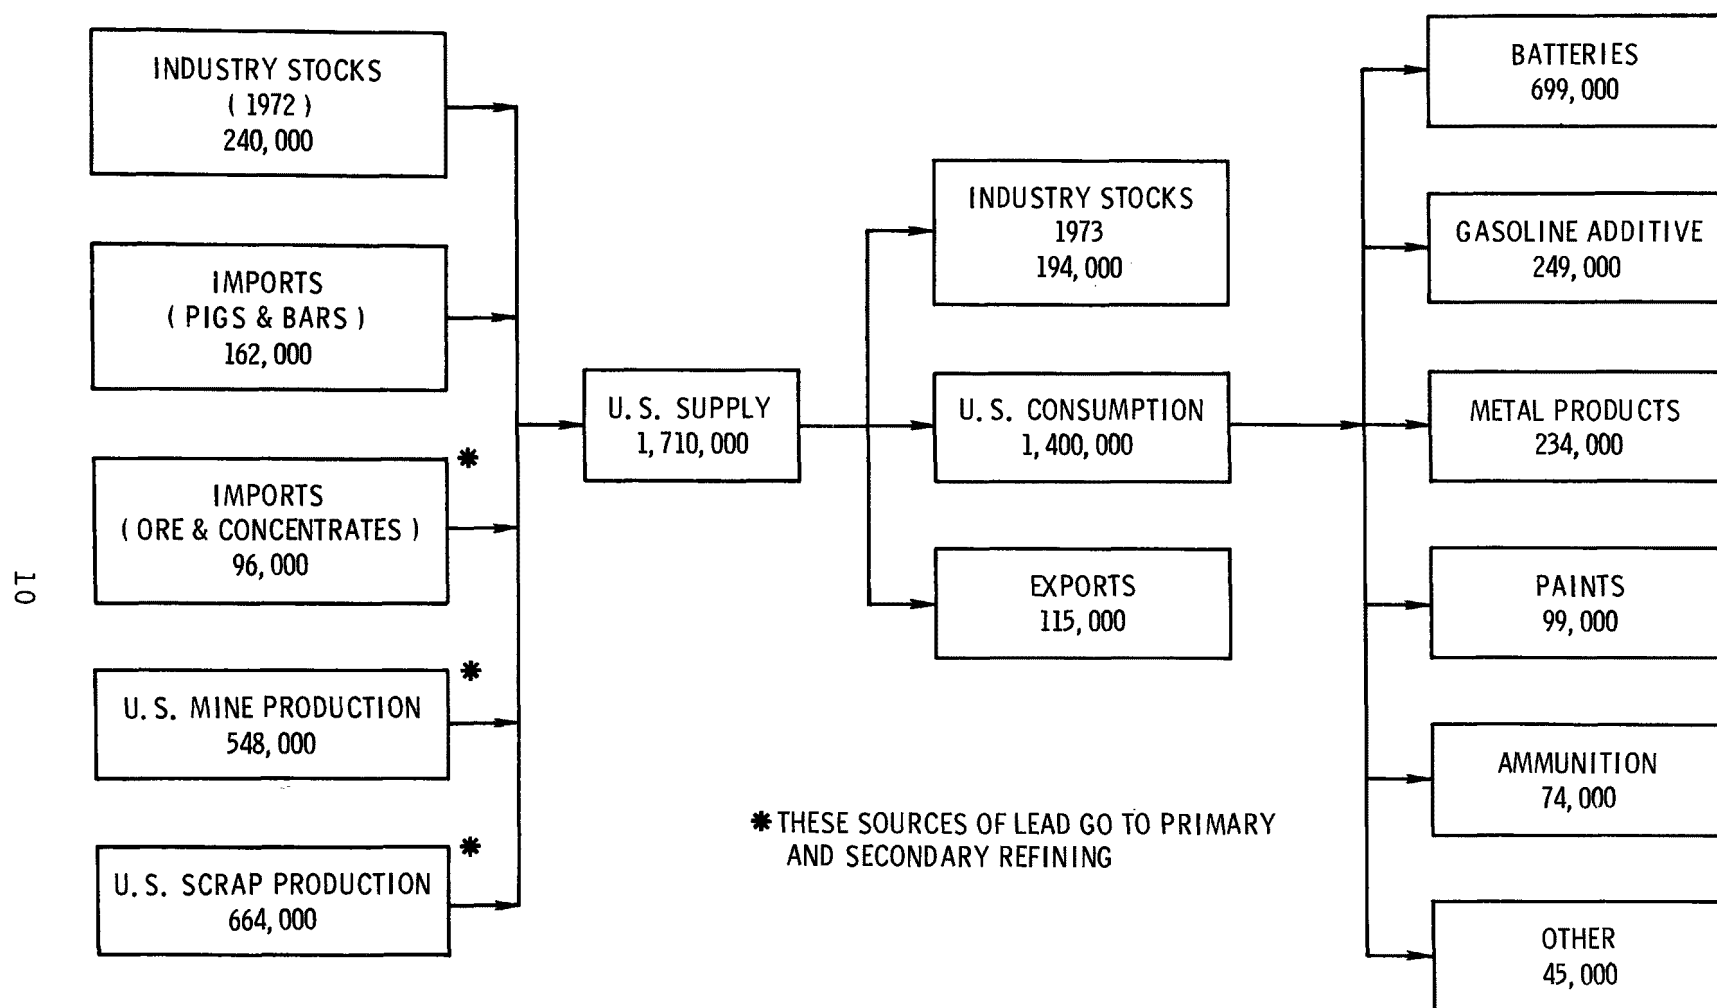 INDUSTRY STOCKS
( 1972 )
240, 000
IMPORTS
( PIGS & BARS )
162, 000
*
IMPORTS
( ORE & CONCENTRATES )
96, 000
*
U. S. MINE PRODUCTION
548, 000
*
U. S. SCRAP PRODUCTION
664, 000
U. S. SUPPLY
1, 710, 000
INDUSTRY STOCKS
1973
194, 000
U. S. CONSUMPTION
1, 400, 000
EXPORTS
115, 000
BATTERIES
699, 000
GASOLINE ADDITIVE
249, 000
METAL PRODUCTS
234, 000
PAINTS
99, 000
AMMUNITION
74, 000
OTHER
45, 000
* THESE SOURCES OF LEAD GO TO PRIMARY
AND SECONDARY REFINING
10